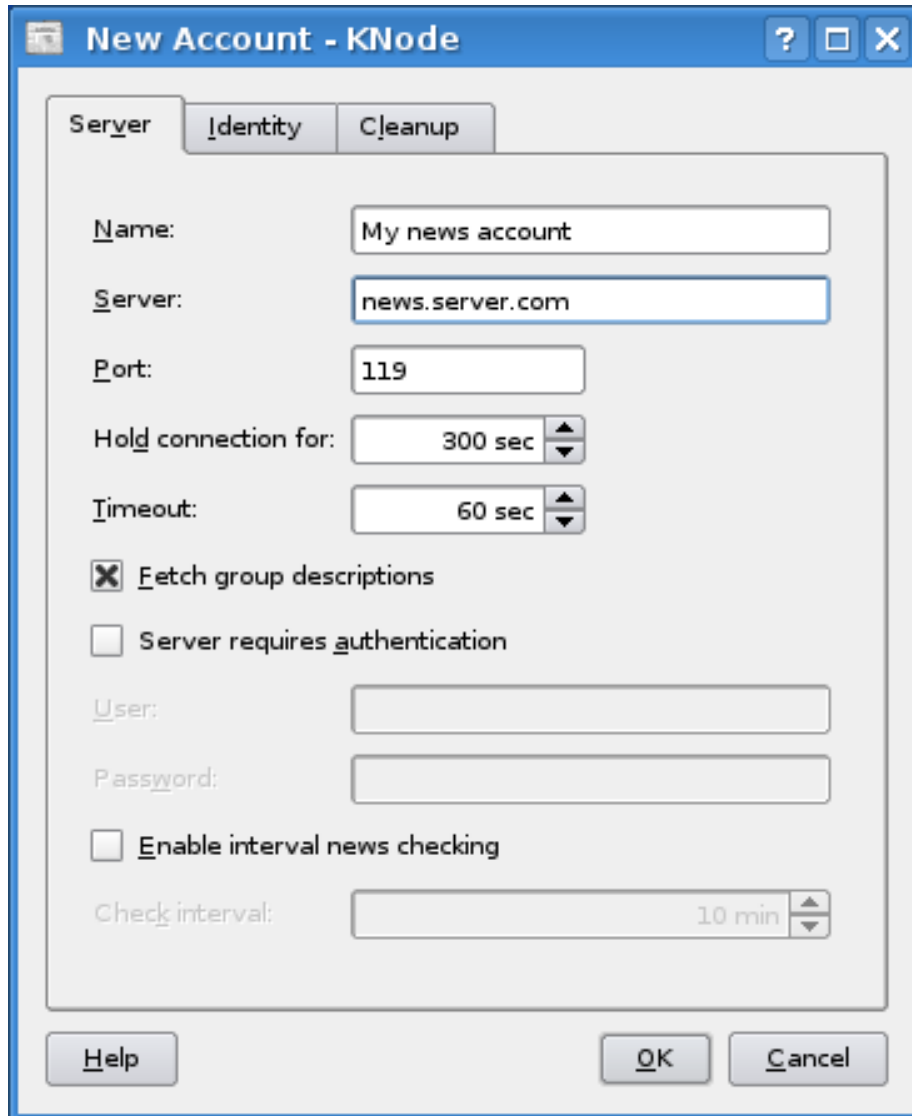 New Account - KNode ?
Server Identity Cleanup
Name: My news account
Server: news.server.com
Port: 119
Hold connection for: 300 sec
Timeout: 60 sec
Fetch group descriptions
Server requires authentication
User:
Password:
Enable interval news checking
Check interval: 10 min
Help OK Cancel